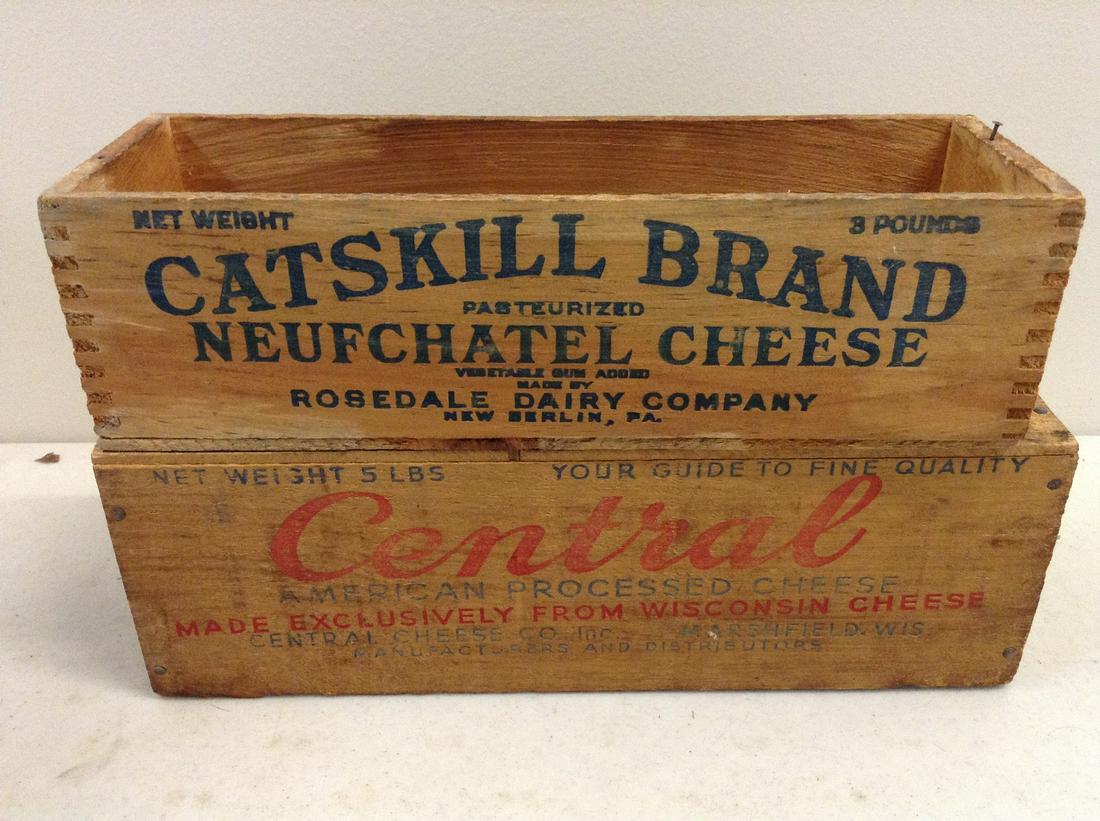 NET WEIGHT 3 POUNDS
CATSKILL BRAND
PASTEURIZED
NEUFCHATEL CHEESE
VEGETABLE GUM ADDED
MADE BY
ROSEDALE DAIRY COMPANY
NEW BERLIN, PA.
NET WEIGHT 5 LBS YOUR GUIDE TO FINE QUALITY
Central
AMERICAN PROCESSED CHEESE
MADE EXCLUSIVELY FROM WISCONSIN CHEESE
CENTRAL CHEESE CO. Inc. MARSHFIELD. WIS.
MANUFACTURERS AND DISTRIBUTORS